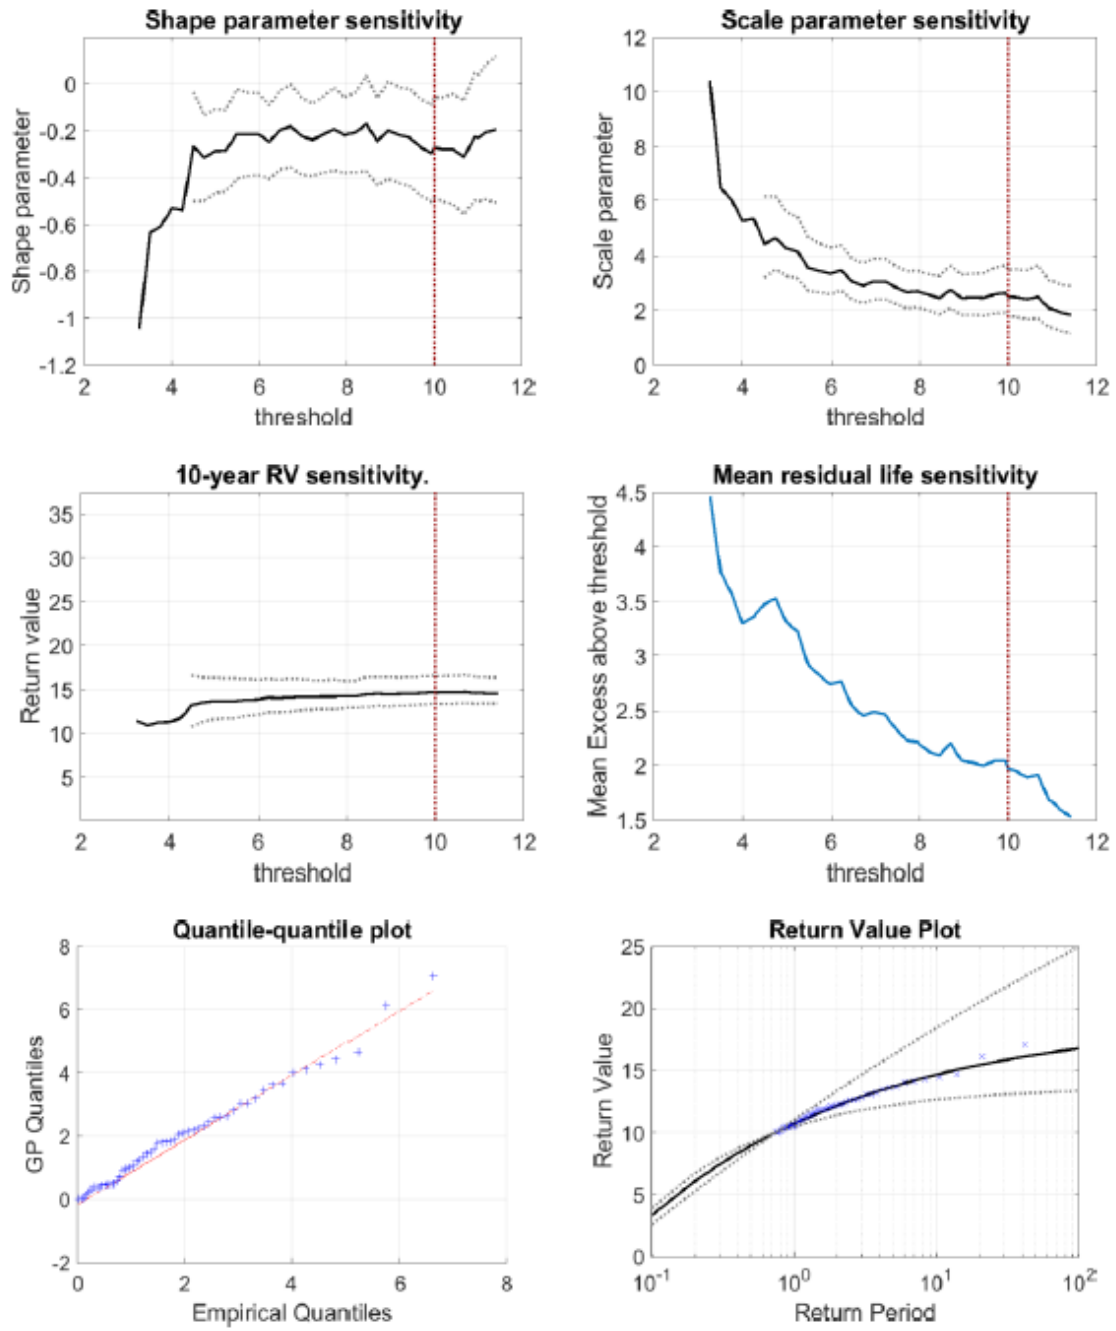 Shape parameter sensitivity
0
-0.2
-0.4
-0.6
-0.8
-1
-1.2
Shape parameter
2 4 6 8 10 12
threshold
Scale parameter sensitivity
12
10
8
6
4
2
0
Scale parameter
2 4 6 8 10 12
threshold
10-year RV sensitivity.
35
30
25
20
15
10
5
Return value
2 4 6 8 10 12
threshold
Mean residual life sensitivity
4.5
4
3.5
3
2.5
2
1.5
Mean Excess above threshold
2 4 6 8 10 12
threshold
Quantile-quantile plot
8
6
4
2
0
-2
GP Quantiles
0 2 4 6 8
Empirical Quantiles
Return Value Plot
25
20
15
10
5
0
Return Value
10-1 100 101 102
Return Period